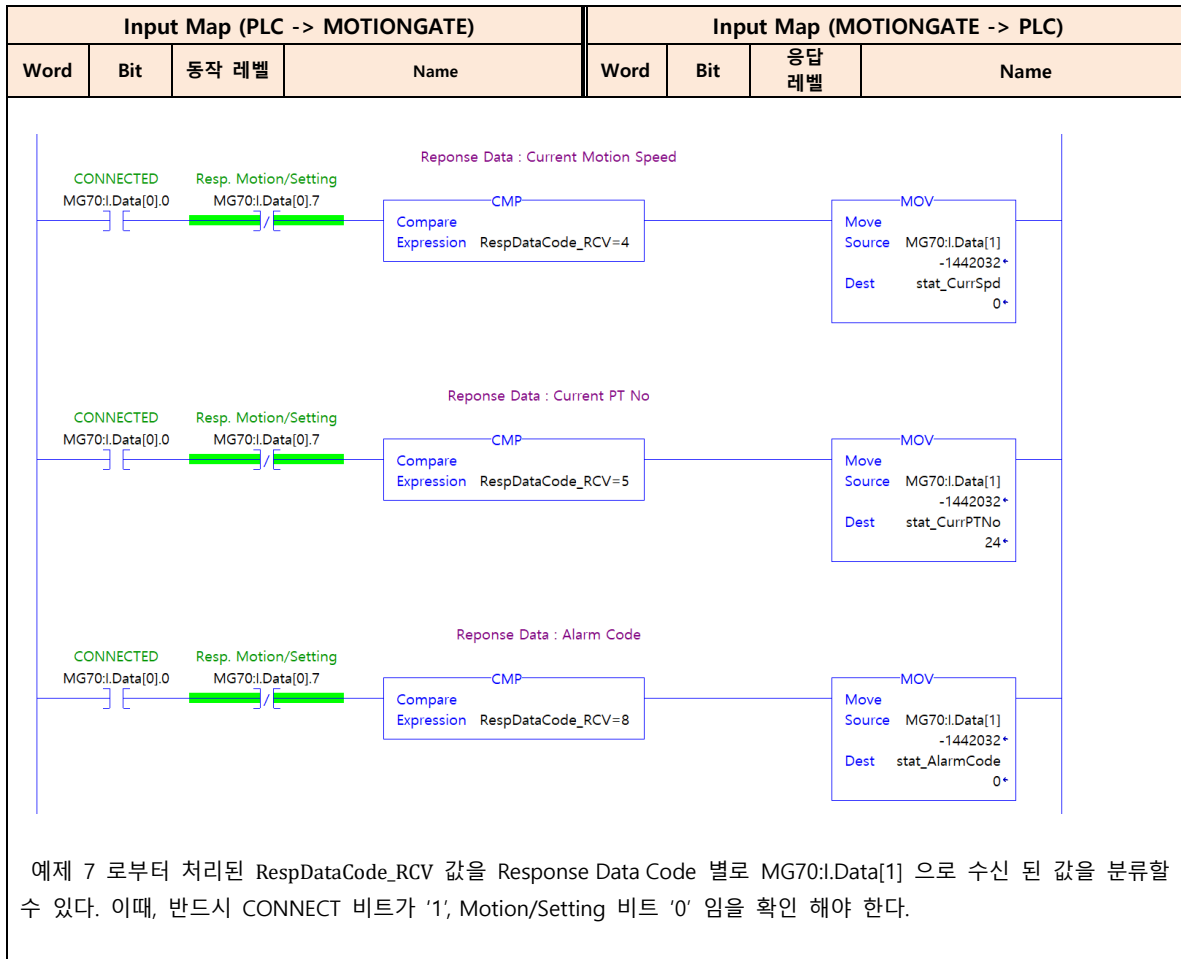 Input Map (PLC -> MOTIONGATE)
Input Map (MOTIONGATE -> PLC)
Word
Bit
동작 레벨
Name
Word
Bit
응답
레벨
Name
Reponse Data : Current Motion Speed
CONNECTED
MG70:I.Data[0].0
Resp. Motion/Setting
MG70:I.Data[0].7
CMP
Compare
Expression RespDataCode_RCV=4
MOV
Move
Source MG70:I.Data[1]
-1442032
Dest stat_CurrSpd
0
Reponse Data : Current PT No
CONNECTED
MG70:I.Data[0].0
Resp. Motion/Setting
MG70:I.Data[0].7
CMP
Compare
Expression RespDataCode_RCV=5
MOV
Move
Source MG70:I.Data[1]
-1442032
Dest stat_CurrPTNo
24
Reponse Data : Alarm Code
CONNECTED
MG70:I.Data[0].0
Resp. Motion/Setting
MG70:I.Data[0].7
CMP
Compare
Expression RespDataCode_RCV=8
MOV
Move
Source MG70:I.Data[1]
-1442032
Dest stat_AlarmCode
0
예제 7 로부터 처리된 RespDataCode_RCV 값을 Response Data Code 별로 MG70:I.Data[1] 으로 수신 된 값을 분류할
수 있다. 이때, 반드시 CONNECT 비트가 '1', Motion/Setting 비트 '0' 임을 확인 해야 한다.